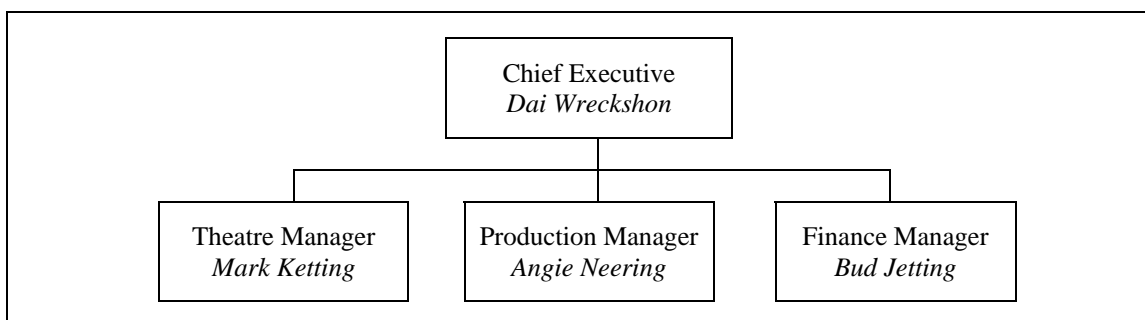 Chief Executive
Dai Wreckshon
Theatre Manager
Mark Ketting
Production Manager
Angie Neering
Finance Manager
Bud Jetting